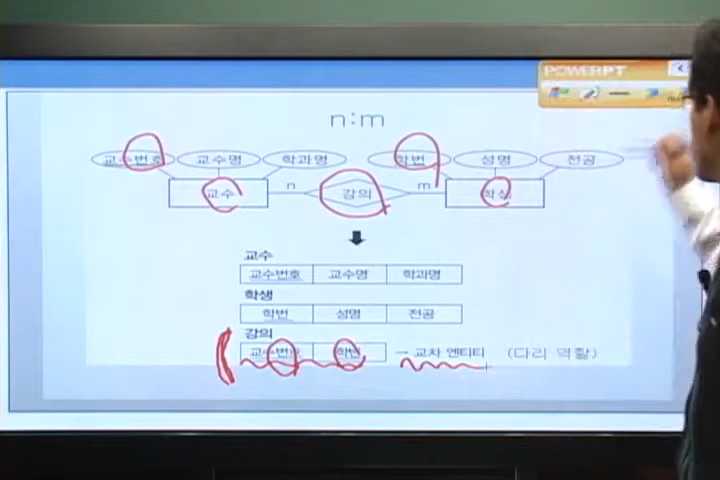 POWERPT
n:m
교수번호 교수명 학과명 학번 성명 전공
교수 n 강의 m 학생
교수
교수번호 교수명 학과명
학생
학번 성명 전공
강의
교수번호 학번 → 교차 엔티티 (다리 역할)